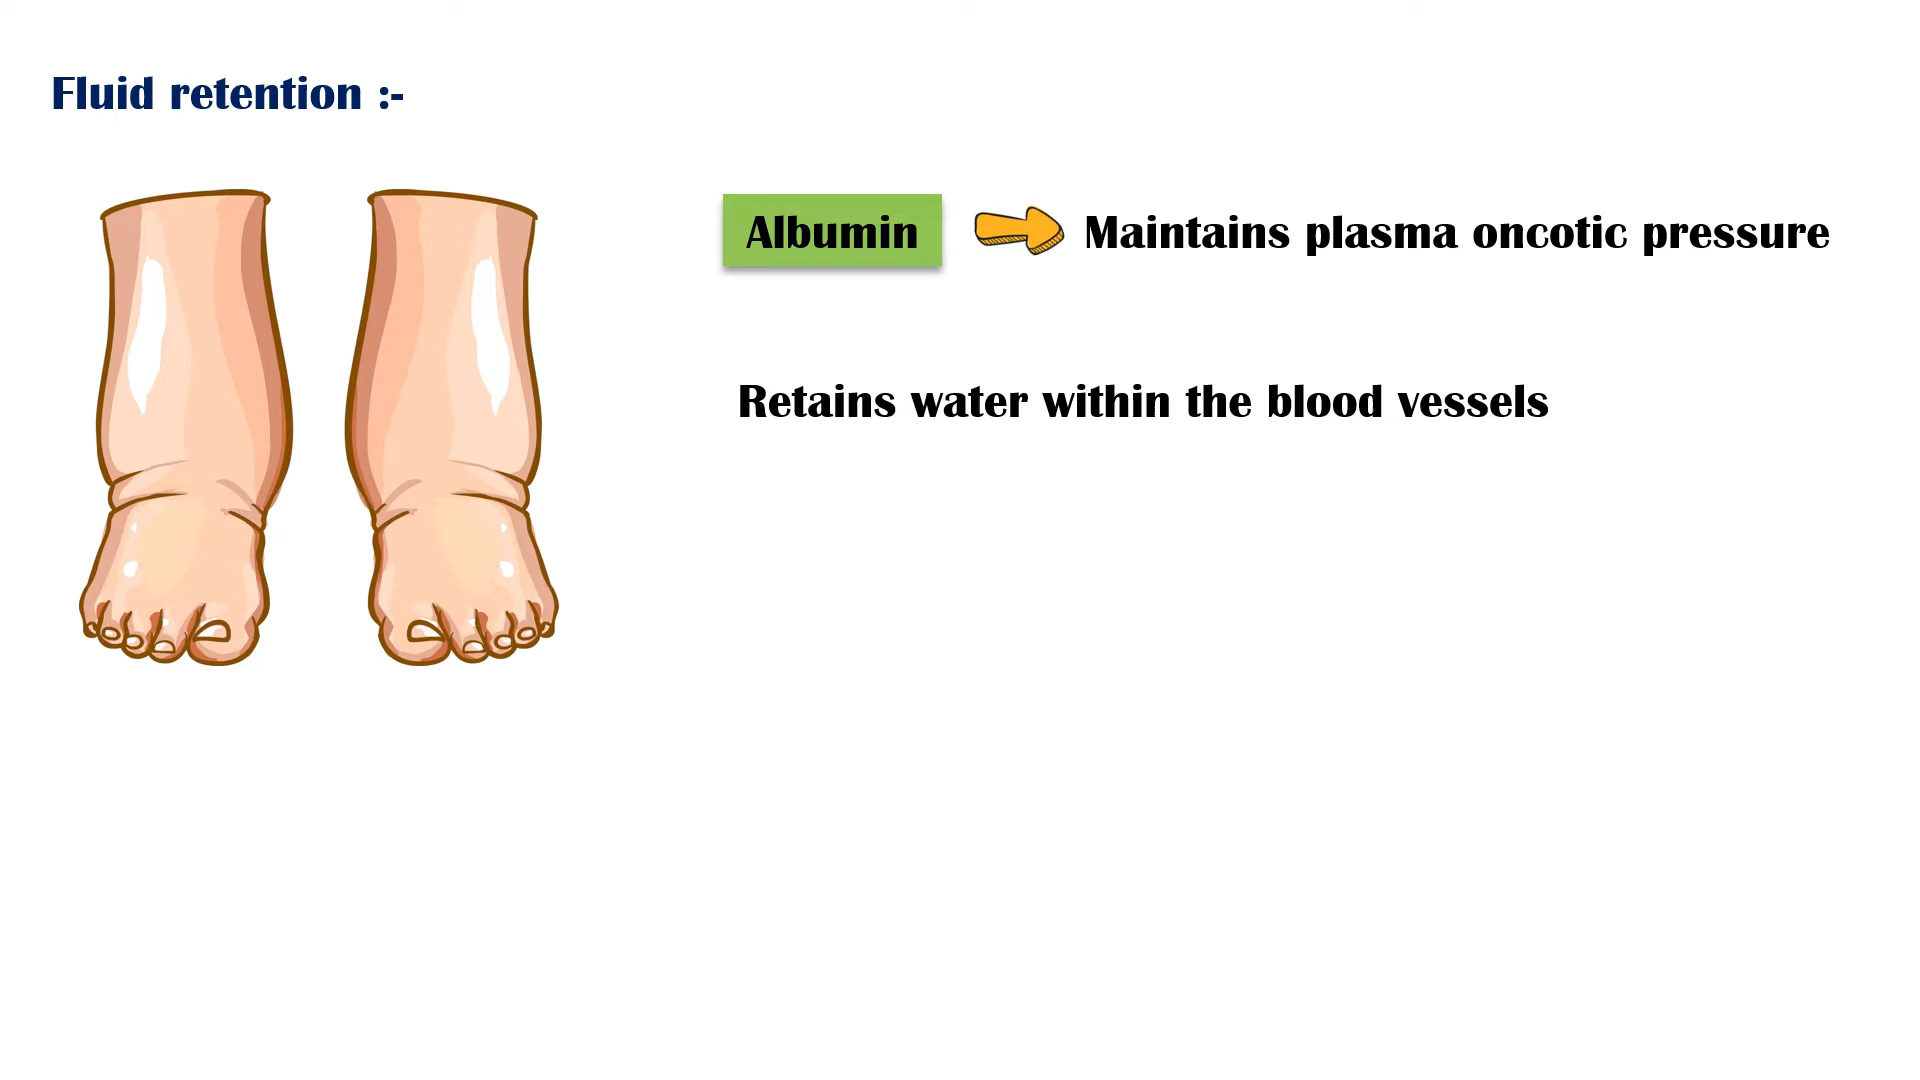 Fluid retention :-
Albumin
Maintains plasma oncotic pressure
Retains water within the blood vessels